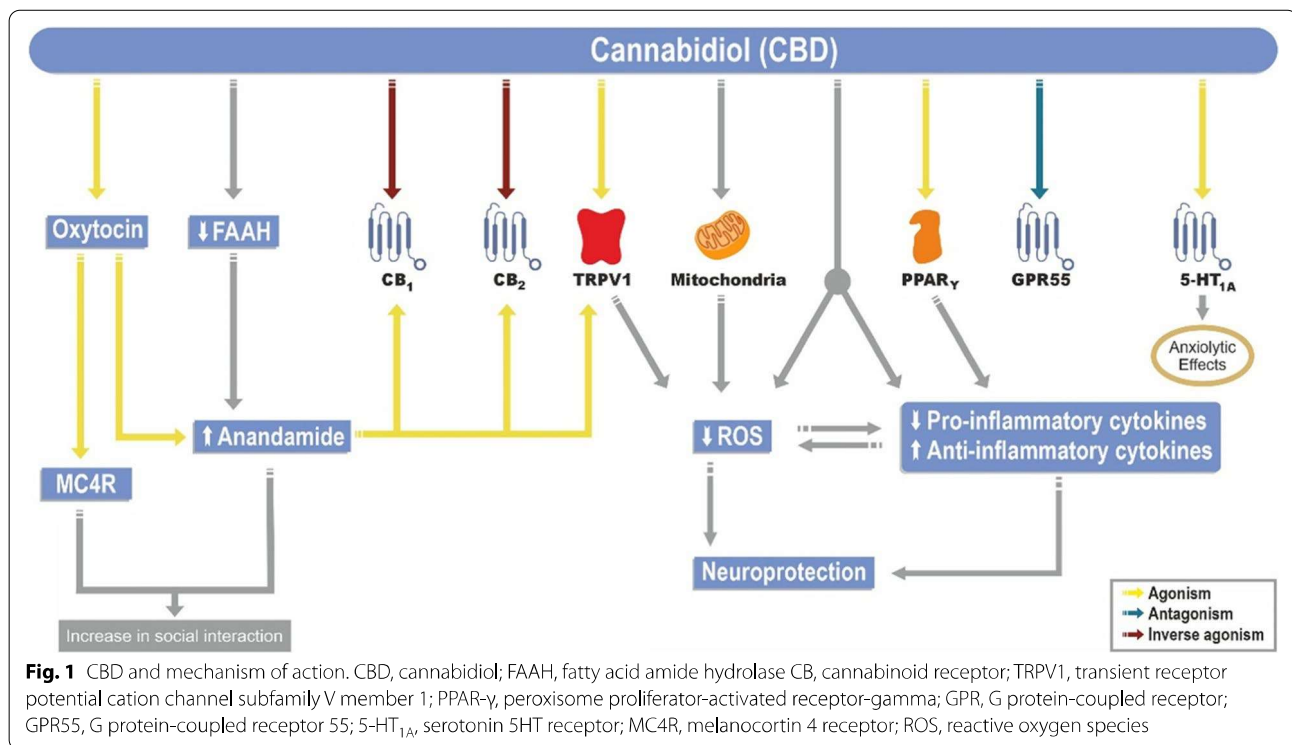 Cannabidiol (CBD)
Oxytocin
↓ FAAH
CB₁
CB₂
TRPV1
Mitochondria
PPARᵧ
GPR55
5-HT₁A
Anxiolytic
Effects
↑ Anandamide
↓ ROS
↓ Pro-inflammatory cytokines
↑ Anti-inflammatory cytokines
MC4R
Neuroprotection
Increase in social interaction
Agonism
Antagonism
Inverse agonism
Fig. 1 CBD and mechanism of action. CBD, cannabidiol; FAAH, fatty acid amide hydrolase CB, cannabinoid receptor; TRPV1, transient receptor
potential cation channel subfamily V member 1; PPAR-γ, peroxisome proliferator-activated receptor-gamma; GPR, G protein-coupled receptor;
GPR55, G protein-coupled receptor 55; 5-HT₁A, serotonin 5HT receptor; MC4R, melanocortin 4 receptor; ROS, reactive oxygen species